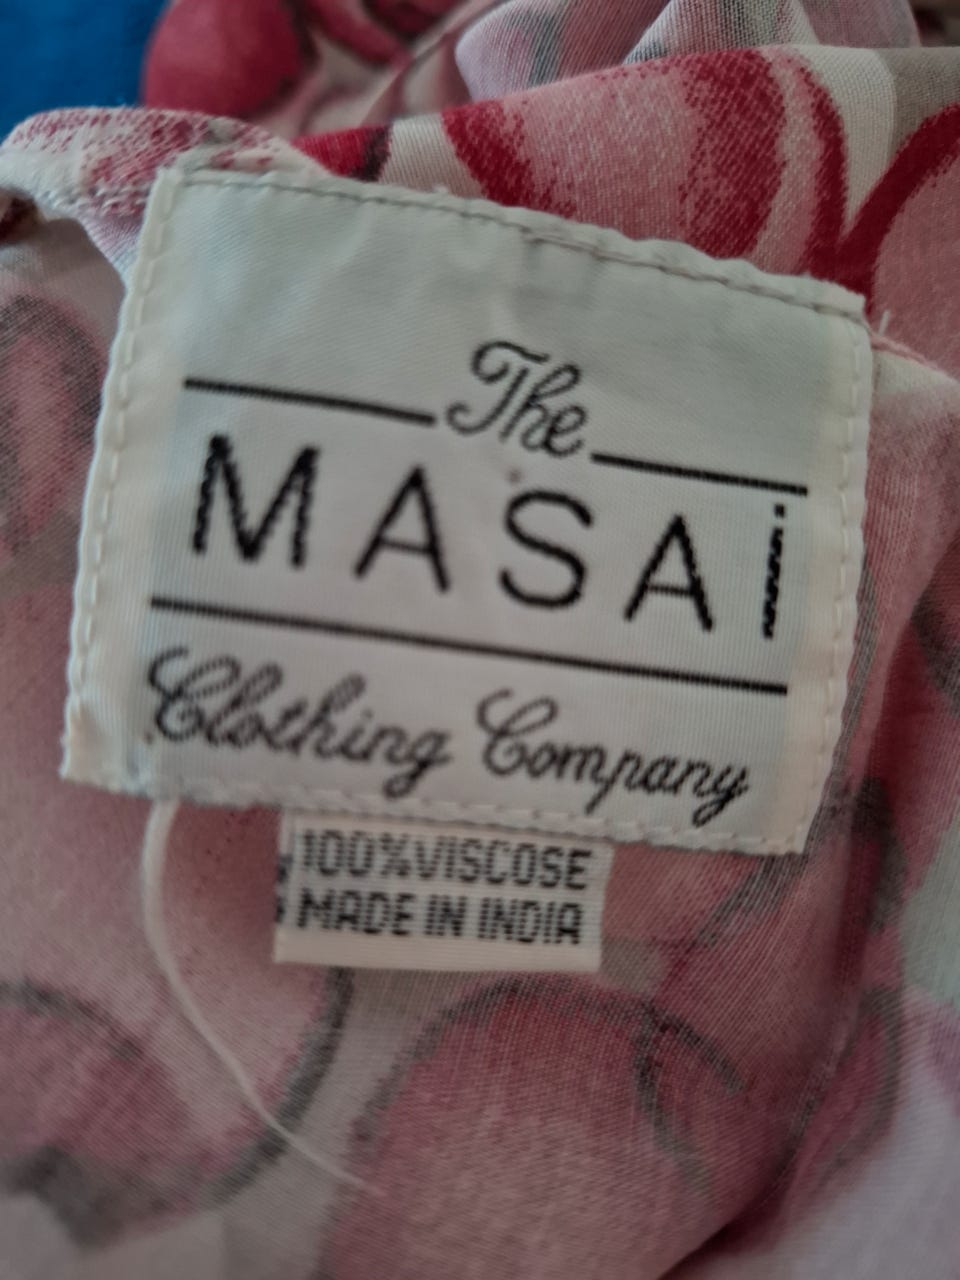 The
MASAi
Clothing Company
100%VISCOSE
MADE IN INDIA